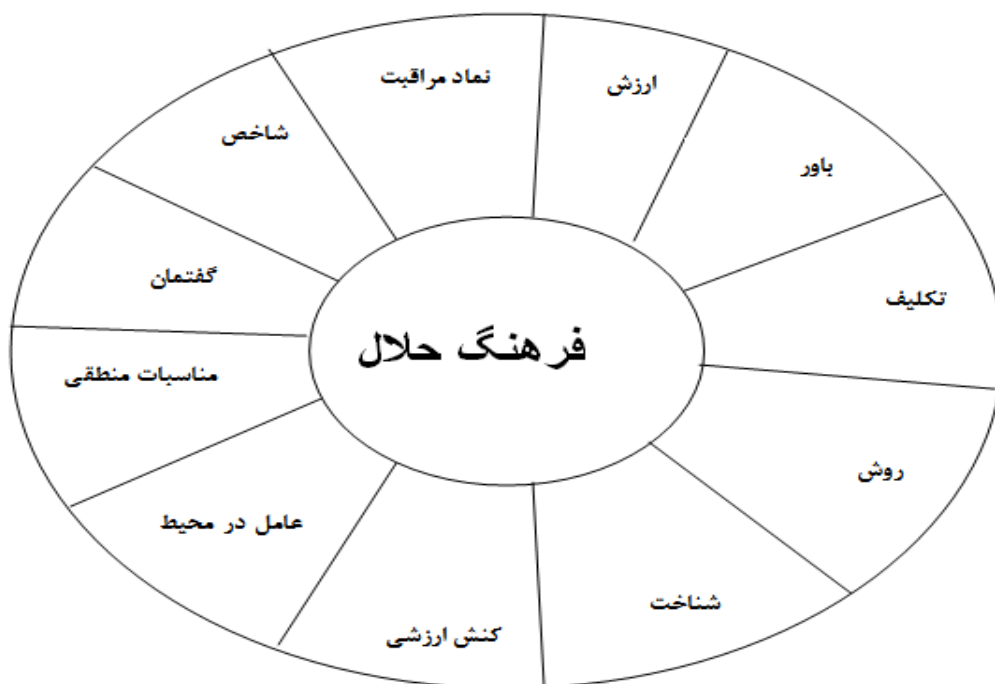 نماد مراقبت
ارزش
باور
تکلیف
روش
شناخت
کنش ارزشی
عامل در محیط
مناسبات منطقی
گفتمان
شاخص
فرهنگ حلال